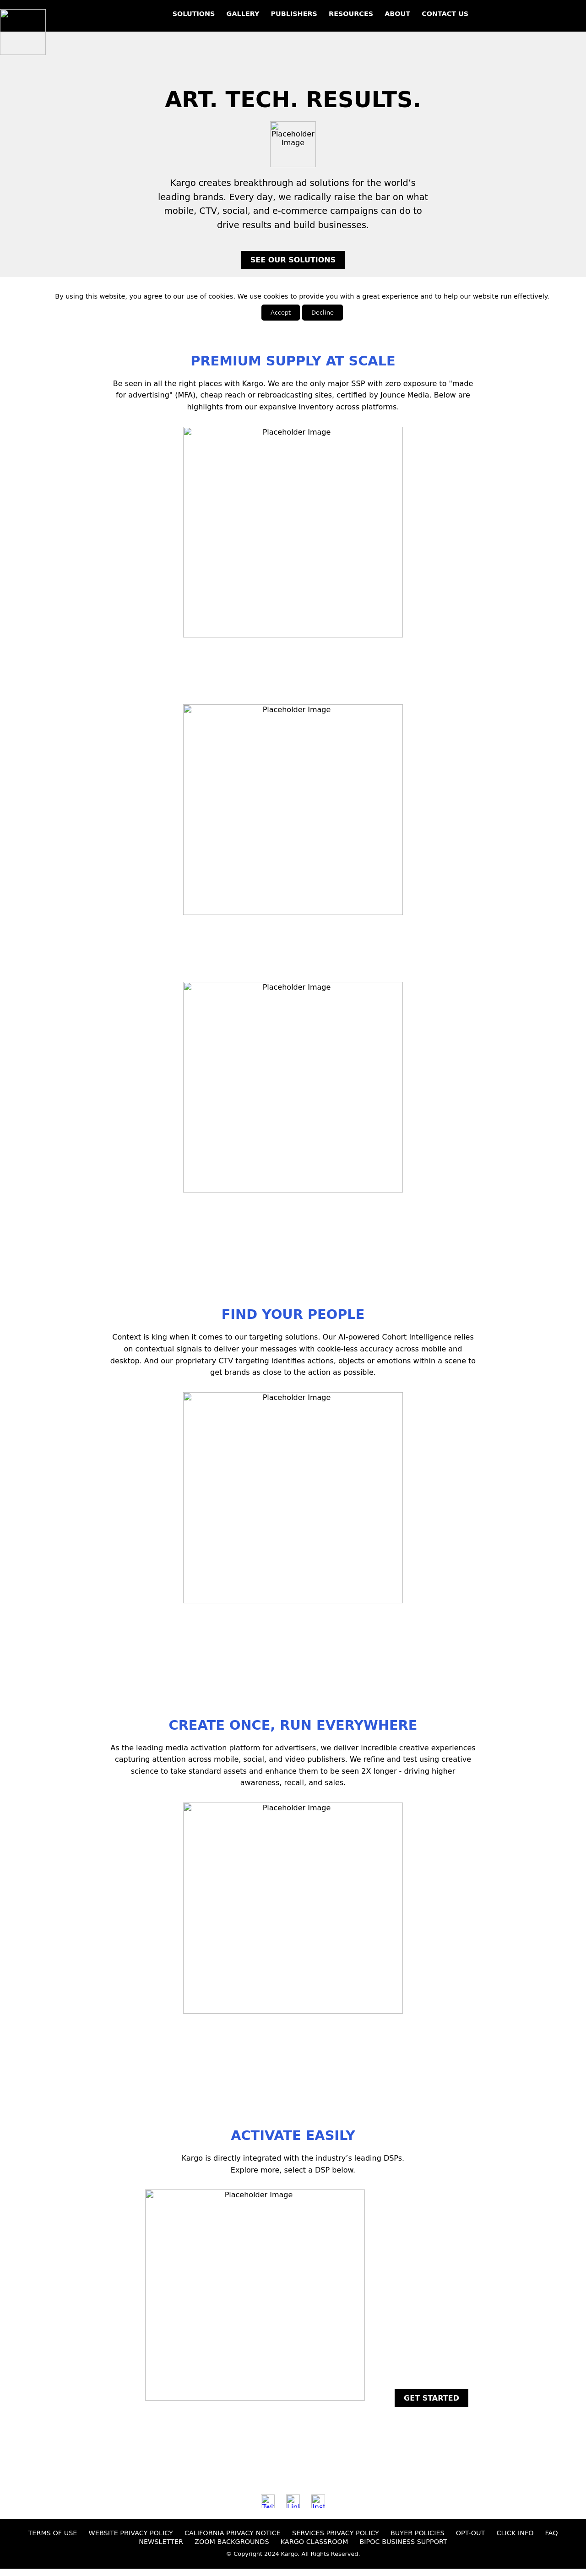 SOLUTIONS GALLERY PUBLISHERS RESOURCES ABOUT CONTACT US
ART. TECH. RESULTS.
Placeholder
Image
Kargo creates breakthrough ad solutions for the world’s
leading brands. Every day, we radically raise the bar on what
mobile, CTV, social, and e-commerce campaigns can do to
drive results and build businesses.
SEE OUR SOLUTIONS
By using this website, you agree to our use of cookies. We use cookies to provide you with a great experience and to help our website run effectively.
Accept Decline
PREMIUM SUPPLY AT SCALE
Be seen in all the right places with Kargo. We are the only major SSP with zero exposure to "made
for advertising" (MFA), cheap reach or rebroadcasting sites, certified by Jounce Media. Below are
highlights from our expansive inventory across platforms.
Placeholder Image
Placeholder Image
Placeholder Image
FIND YOUR PEOPLE
Context is king when it comes to our targeting solutions. Our AI-powered Cohort Intelligence relies
on contextual signals to deliver your messages with cookie-less accuracy across mobile and
desktop. And our proprietary CTV targeting identifies actions, objects or emotions within a scene to
get brands as close to the action as possible.
Placeholder Image
CREATE ONCE, RUN EVERYWHERE
As the leading media activation platform for advertisers, we deliver incredible creative experiences
capturing attention across mobile, social, and video publishers. We refine and test using creative
science to take standard assets and enhance them to be seen 2X longer - driving higher
awareness, recall, and sales.
Placeholder Image
ACTIVATE EASILY
Kargo is directly integrated with the industry’s leading DSPs.
Explore more, select a DSP below.
Placeholder Image
GET STARTED
TERMS OF USE WEBSITE PRIVACY POLICY CALIFORNIA PRIVACY NOTICE SERVICES PRIVACY POLICY BUYER POLICIES OPT-OUT CLICK INFO FAQ
NEWSLETTER ZOOM BACKGROUNDS KARGO CLASSROOM BIPOC BUSINESS SUPPORT
© Copyright 2024 Kargo. All Rights Reserved.